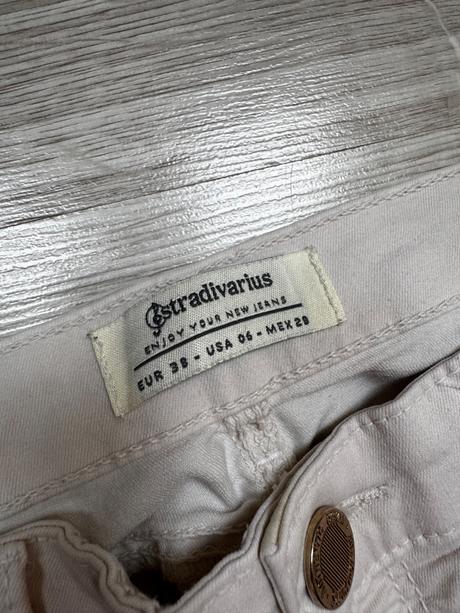 stradivarius
ENJOY YOUR NEW JEANS
EUR 38 - USA 06 - MEX 28